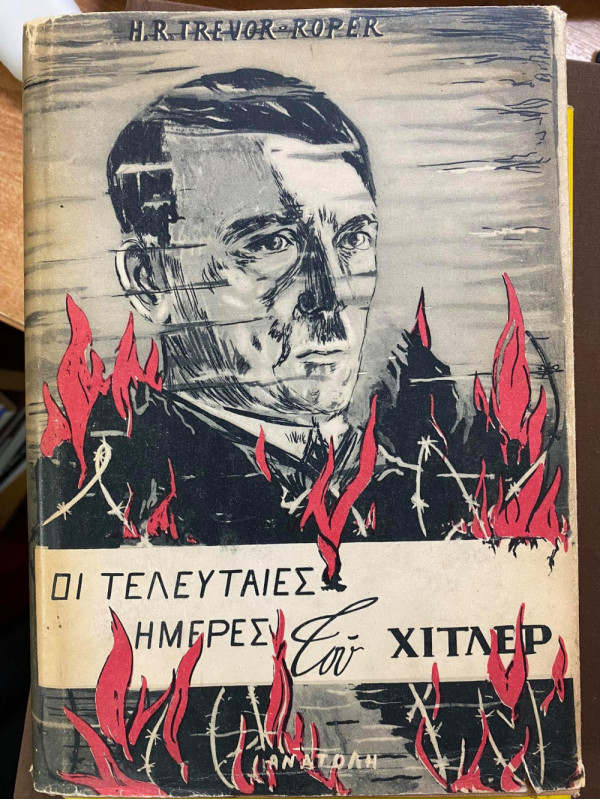 H.R. TREVOR-ROPER
ΟΙ ΤΕΛΕΥΤΑΙΕΣ
ΗΜΕΡΕΣ τοῦ ΧΙΤΛΕΡ
ΑΝΑΤΟΛΗ